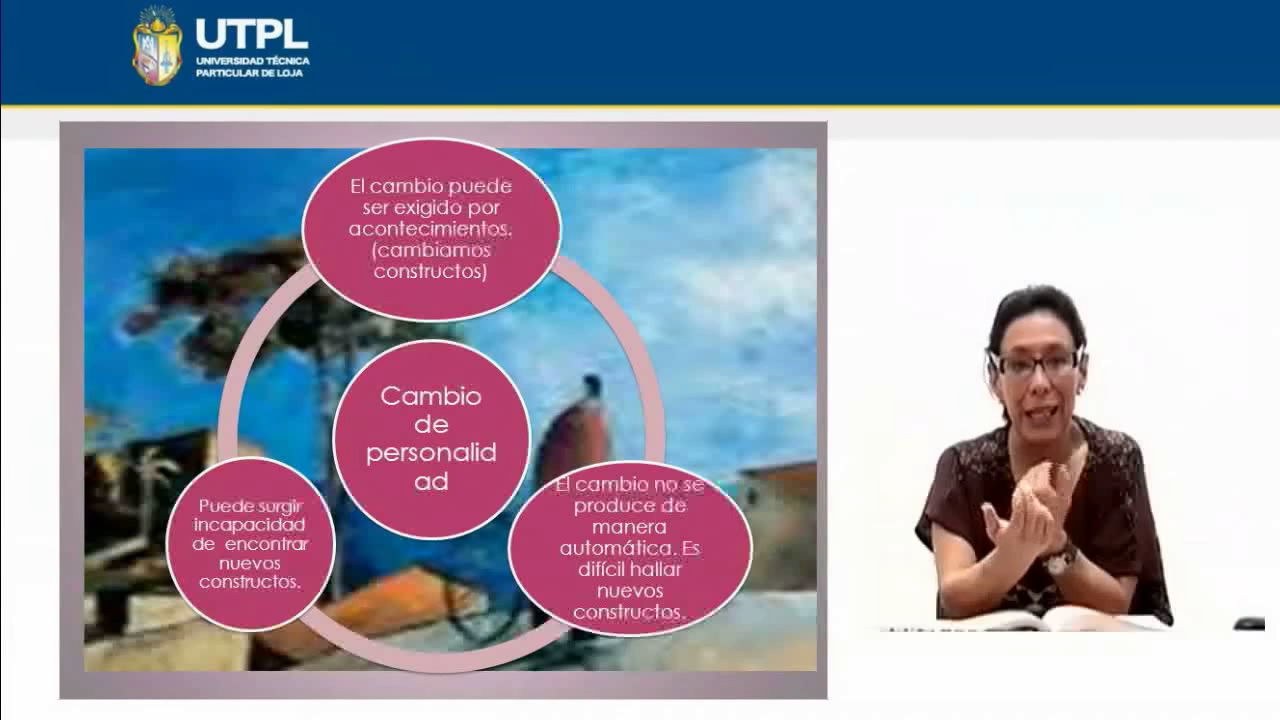 UTPL
UNIVERSIDAD TÉCNICA
PARTICULAR DE LOJA
El cambio puede
ser exigido por
acontecimientos.
(cambiamos
constructos)
Cambio
de
personalid
ad
Puede surgir
incapacidad
de encontrar
nuevos
constructos.
El cambio no se
produce de
manera
automática. Es
difícil hallar
nuevos
constructos.